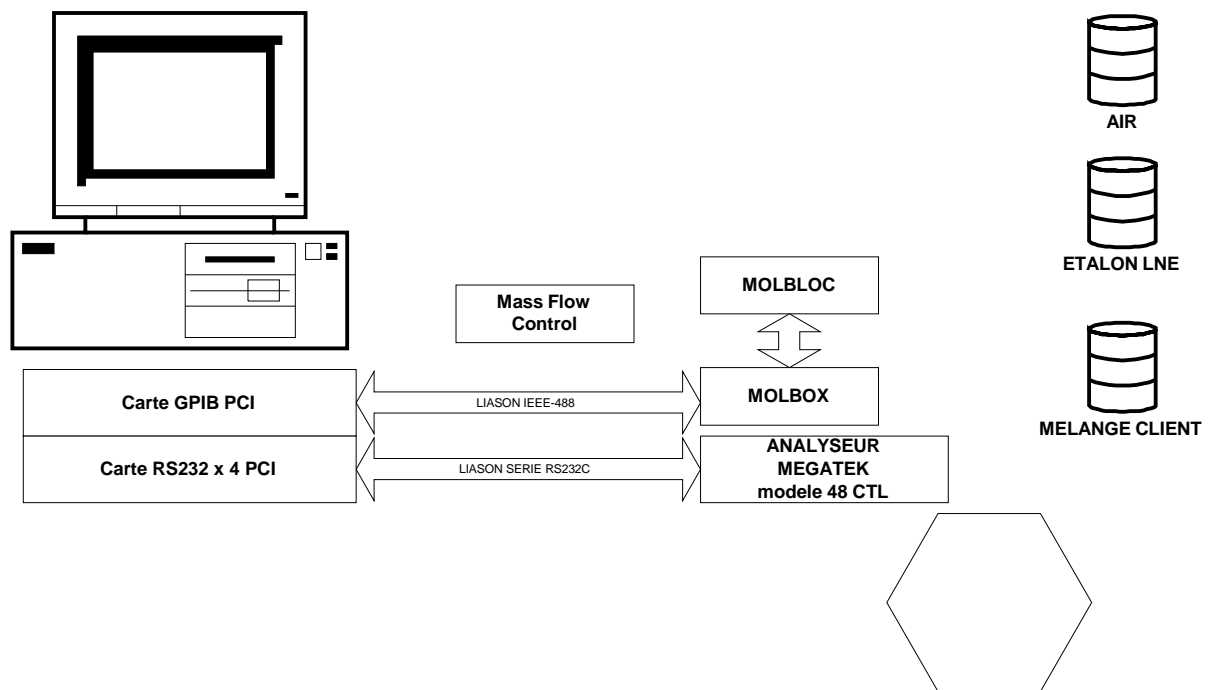 AIR
ETALON LNE
MOLBLOC
Mass Flow
Control
Carte GPIB PCI
LIASON IEEE-488
MOLBOX
MELANGE CLIENT
Carte RS232 x 4 PCI
LIASON SERIE RS232C
ANALYSEUR
MEGATEK
modele 48 CTL